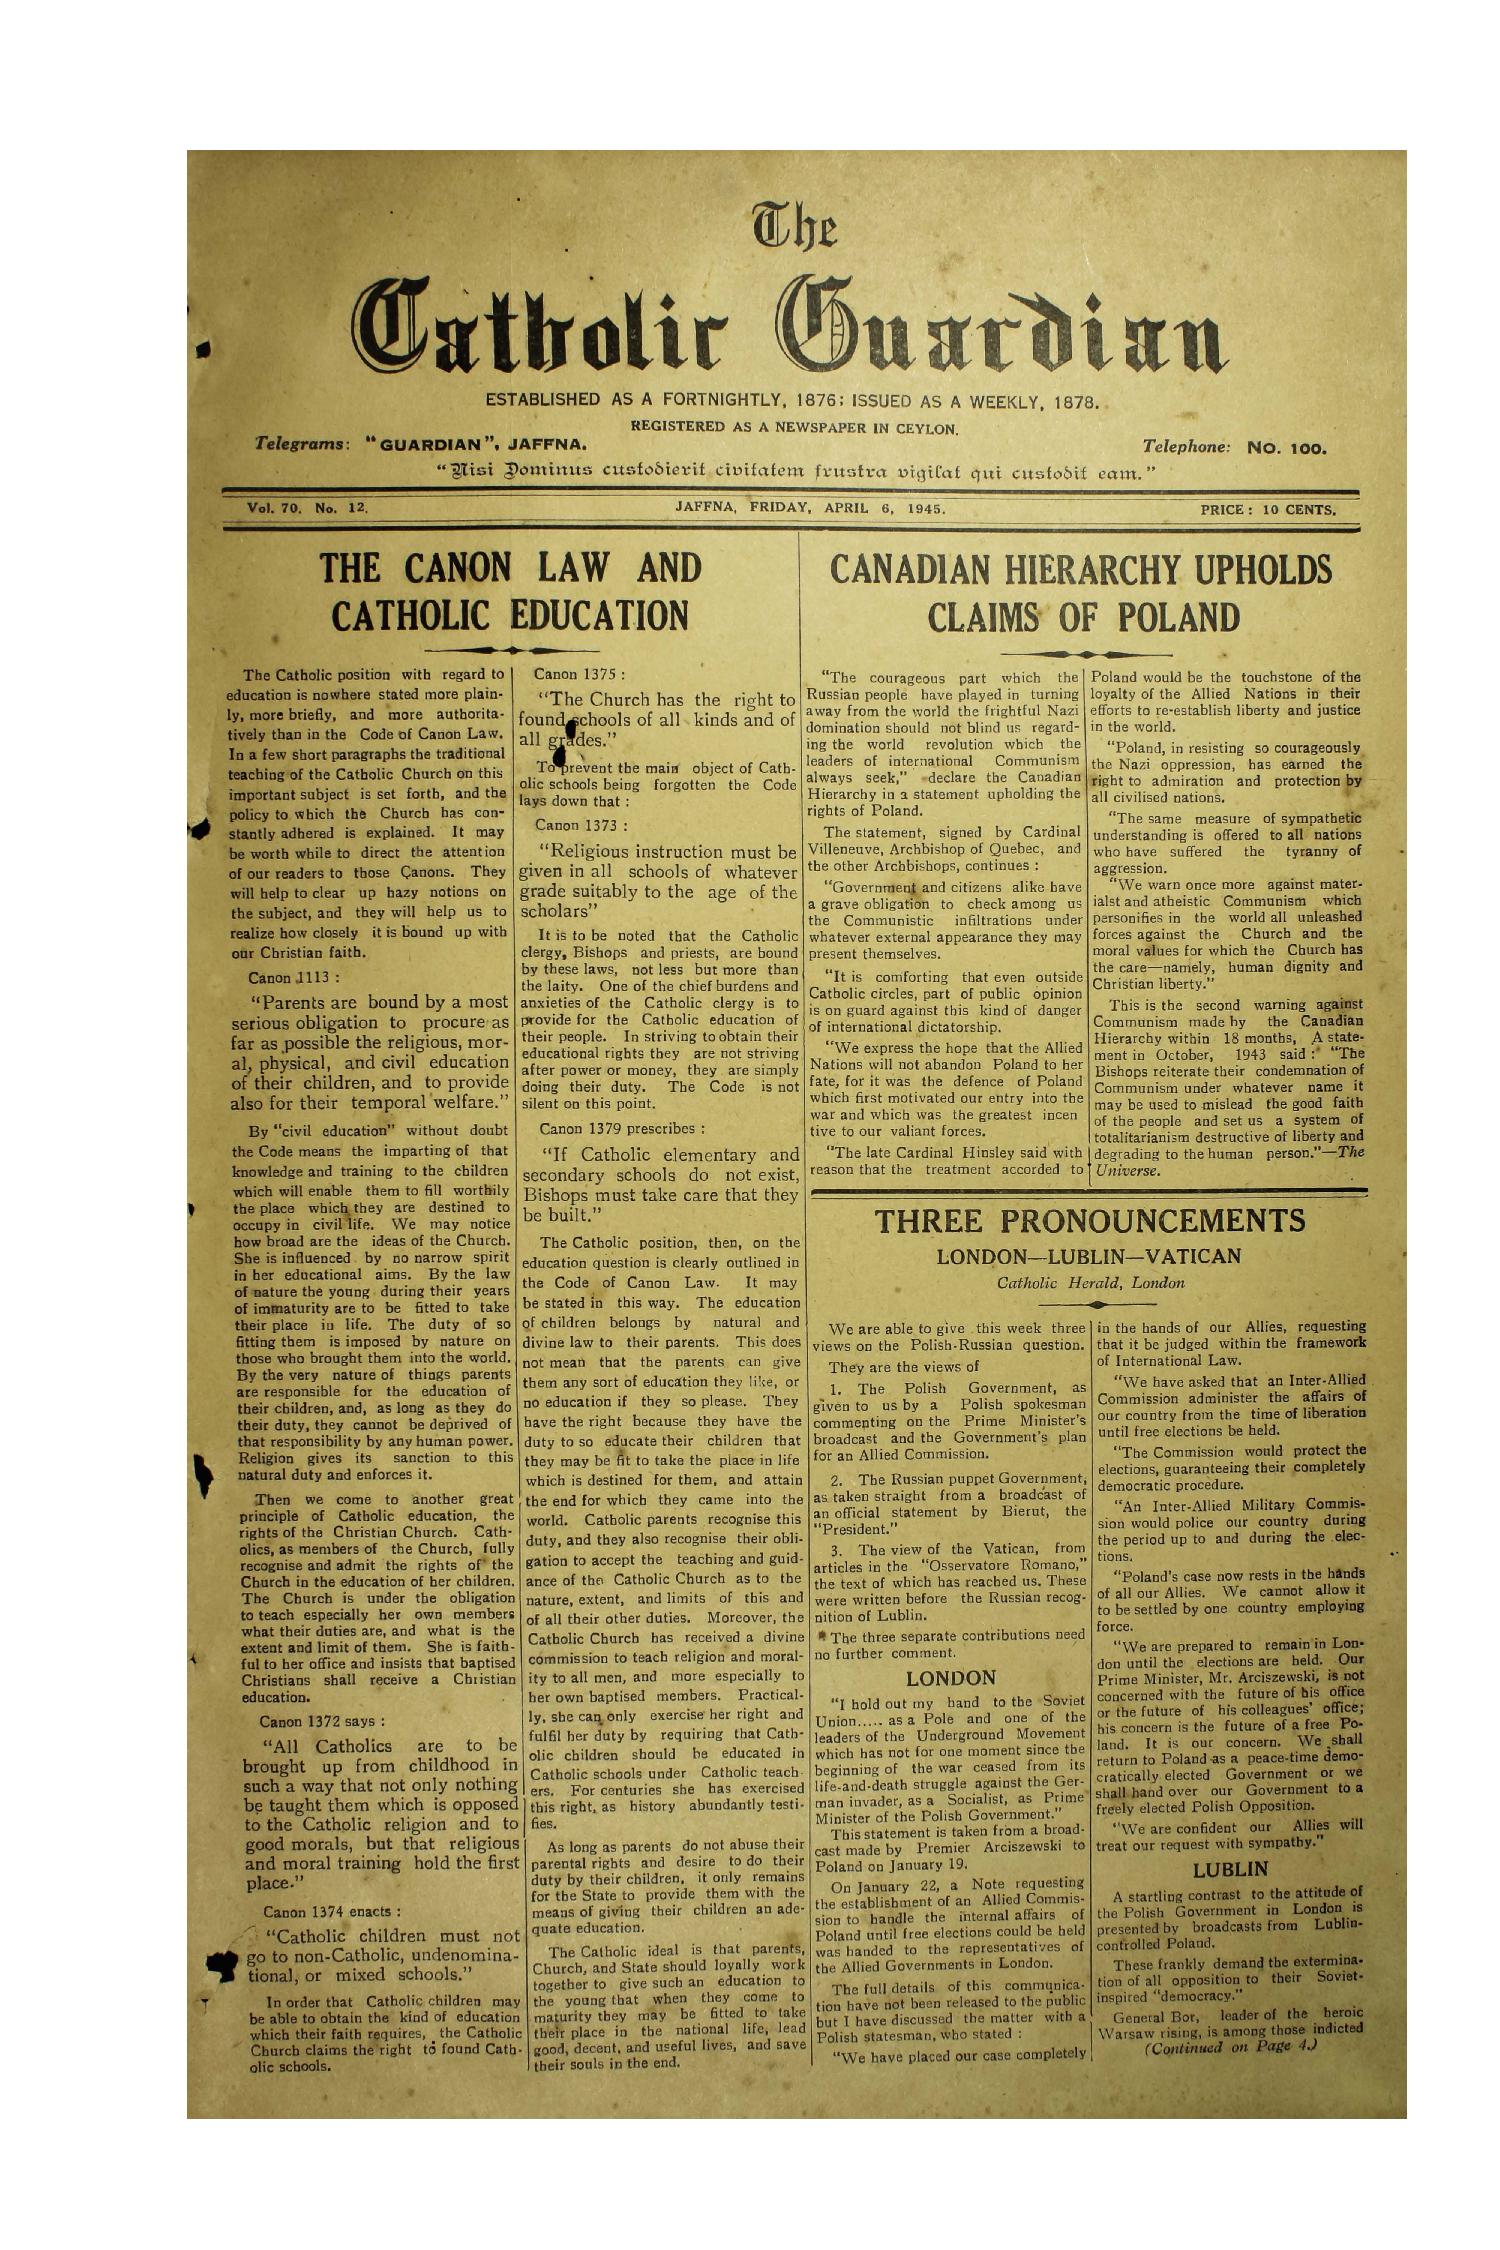 The
Catholic Guardian
ESTABLISHED AS A FORTNIGHTLY, 1876; ISSUED AS A WEEKLY, 1878.
REGISTERED AS A NEWSPAPER IN CEYLON.
Telegrams: "GUARDIAN", JAFFNA.
Telephone: NO. 100.
"Nisi Dominus custodierit civitatem frustra vigilat qui custodit eam."
Vol. 70. No. 12.
JAFFNA, FRIDAY, APRIL 6, 1945.
PRICE: 10 CENTS.
THE CANON LAW AND
CATHOLIC EDUCATION
The Catholic position with regard to
education is nowhere stated more plain-
ly, more briefly, and more authorita-
tively than in the Code of Canon Law.
In a few short paragraphs the traditional
teaching of the Catholic Church on this
important subject is set forth, and the
policy to which the Church has con-
stantly adhered is explained. It may
be worth while to direct the attention
of our readers to those Canons. They
will help to clear up hazy notions on
the subject, and they will help us to
realize how closely it is bound up with
our Christian faith.
Canon 1113 :
"Parents are bound by a most
serious obligation to procure as
far as possible the religious, mor-
al, physical, and civil education
of their children, and to provide
also for their temporal welfare."
By "civil education" without doubt
the Code means the imparting of that
knowledge and training to the children
which will enable them to fill worthily
the place which they are destined to
occupy in civil life. We may notice
how broad are the ideas of the Church.
She is influenced by no narrow spirit
in her educational aims. By the law
of nature the young during their years
of immaturity are to be fitted to take
their place in life. The duty of so
fitting them is imposed by nature on
those who brought them into the world.
By the very nature of things parents
are responsible for the education of
their children, and, as long as they do
their duty, they cannot be deprived of
that responsibility by any human power.
Religion gives its sanction to this
natural duty and enforces it.
Then we come to another great
principle of Catholic education, the
rights of the Christian Church. Cath-
olics, as members of the Church, fully
recognise and admit the rights of the
Church in the education of her children.
The Church is under the obligation
to teach especially her own members
what their duties are, and what is the
extent and limit of them. She is faith-
ful to her office and insists that baptised
Christians shall receive a Christian
education.
Canon 1372 says :
"All Catholics are to be
brought up from childhood in
such a way that not only nothing
be taught them which is opposed
to the Catholic religion and to
good morals, but that religious
and moral training hold the first
place."
Canon 1374 enacts :
"Catholic children must not
go to non-Catholic, undenomina-
tional, or mixed schools."
In order that Catholic children may
be able to obtain the kind of education
which their faith requires, the Catholic
Church claims the right to found Cath-
olic schools.
Canon 1375 :
"The Church has the right to
found schools of all kinds and of
all grades."
To prevent the main object of Cath-
olic schools being forgotten the Code
lays down that :
Canon 1373 :
"Religious instruction must be
given in all schools of whatever
grade suitably to the age of the
scholars"
It is to be noted that the Catholic
clergy, Bishops and priests, are bound
by these laws, not less but more than
the laity. One of the chief burdens and
anxieties of the Catholic clergy is to
provide for the Catholic education of
their people. In striving to obtain their
educational rights they are not striving
after power or money, they are simply
doing their duty. The Code is not
silent on this point.
Canon 1379 prescribes :
"If Catholic elementary and
secondary schools do not exist,
Bishops must take care that they
be built."
The Catholic position, then, on the
education question is clearly outlined in
the Code of Canon Law. It may
be stated in this way. The education
of children belongs by natural and
divine law to their parents. This does
not mean that the parents can give
them any sort of education they like, or
no education if they so please. They
have the right because they have the
duty to so educate their children that
they may be fit to take the place in life
which is destined for them, and attain
the end for which they came into the
world. Catholic parents recognise this
duty, and they also recognise their obli-
gation to accept the teaching and guid-
ance of the Catholic Church as to the
nature, extent, and limits of this and
of all their other duties. Moreover, the
Catholic Church has received a divine
commission to teach religion and moral-
ity to all men, and more especially to
her own baptised members. Practical-
ly, she can only exercise her right and
fulfil her duty by requiring that Cath-
olic children should be educated in
Catholic schools under Catholic teach-
ers. For centuries she has exercised
this right, as history abundantly testi-
fies.
As long as parents do not abuse their
parental rights and desire to do their
duty by their children, it only remains
for the State to provide them with the
means of giving their children an ade-
quate education.
The Catholic ideal is that parents,
Church, and State should loyally work
together to give such an education to
the young that when they come to
maturity they may be fitted to take
their place in the national life, lead
good, decent, and useful lives, and save
their souls in the end.
CANADIAN HIERARCHY UPHOLDS
CLAIMS OF POLAND
"The courageous part which the
Russian people have played in turning
away from the world the frightful Nazi
domination should not blind us regard-
ing the world revolution which the
leaders of international Communism
always seek," declare the Canadian
Hierarchy in a statement upholding the
rights of Poland.
The statement, signed by Cardinal
Villeneuve, Archbishop of Quebec, and
the other Archbishops, continues :
"Government and citizens alike have
a grave obligation to check among us
the Communistic infiltrations under
whatever external appearance they may
present themselves.
"It is comforting that even outside
Catholic circles, part of public opinion
is on guard against this kind of danger
of international dictatorship.
"We express the hope that the Allied
Nations will not abandon Poland to her
fate, for it was the defence of Poland
which first motivated our entry into the
war and which was the greatest incen
tive to our valiant forces.
"The late Cardinal Hinsley said with
reason that the treatment accorded to
Poland would be the touchstone of the
loyalty of the Allied Nations in their
efforts to re-establish liberty and justice
in the world.
"Poland, in resisting so courageously
the Nazi oppression, has earned the
right to admiration and protection by
all civilised nations.
"The same measure of sympathetic
understanding is offered to all nations
who have suffered the tyranny of
aggression.
"We warn once more against mater-
ialst and atheistic Communism which
personifies in the world all unleashed
forces against the Church and the
moral values for which the Church has
the care—namely, human dignity and
Christian liberty."
This is the second warning against
Communism made by the Canadian
Hierarchy within 18 months, A state-
ment in October, 1943 said: "The
Bishops reiterate their condemnation of
Communism under whatever name it
may be used to mislead the good faith
of the people and set us a system of
totalitarianism destructive of liberty and
degrading to the human person."—The
Universe.
THREE PRONOUNCEMENTS
LONDON—LUBLIN—VATICAN
Catholic Herald, London
We are able to give this week three
views on the Polish-Russian question.
They are the views of
1. The Polish Government, as
given to us by a Polish spokesman
commenting on the Prime Minister's
broadcast and the Government's plan
for an Allied Commission.
2. The Russian puppet Government,
as taken straight from a broadcast of
an official statement by Bierut, the
"President."
3. The view of the Vatican, from
articles in the "Osservatore Romano,"
the text of which has reached us. These
were written before the Russian recog-
nition of Lublin.
The three separate contributions need
no further comment.
LONDON
"I hold out my hand to the Soviet
Union..... as a Pole and one of the
leaders of the Underground Movement
which has not for one moment since the
beginning of the war ceased from its
life-and-death struggle against the Ger-
man invader, as a Socialist, as Prime
Minister of the Polish Government."
This statement is taken from a broad-
cast made by Premier Arciszewski to
Poland on January 19.
On January 22, a Note requesting
the establishment of an Allied Commis-
sion to handle the internal affairs of
Poland until free elections could be held
was handed to the representatives of
the Allied Governments in London.
The full details of this communica-
tion have not been released to the public
but I have discussed the matter with a
Polish statesman, who stated :
"We have placed our case completely
in the hands of our Allies, requesting
that it be judged within the framework
of International Law.
"We have asked that an Inter-Allied
Commission administer the affairs of
our country from the time of liberation
until free elections be held.
"The Commission would protect the
elections, guaranteeing their completely
democratic procedure.
"An Inter-Allied Military Commis-
sion would police our country during
the period up to and during the elec-
tions.
"Poland's case now rests in the hands
of all our Allies. We cannot allow it
to be settled by one country employing
force.
"We are prepared to remain in Lon-
don until the elections are held. Our
Prime Minister, Mr. Arciszewski, is not
concerned with the future of his office
or the future of his colleagues' office;
his concern is the future of a free Po-
land. It is our concern. We shall
return to Poland as a peace-time demo-
cratically elected Government or we
shall hand over our Government to a
freely elected Polish Opposition.
"We are confident our Allies will
treat our request with sympathy."
LUBLIN
A startling contrast to the attitude of
the Polish Government in London is
presented by broadcasts from Lublin-
controlled Poland.
These frankly demand the extermina-
tion of all opposition to their Soviet-
inspired "democracy."
General Bor, leader of the heroic
Warsaw rising, is among those indicted
(Continued on Page 4.)